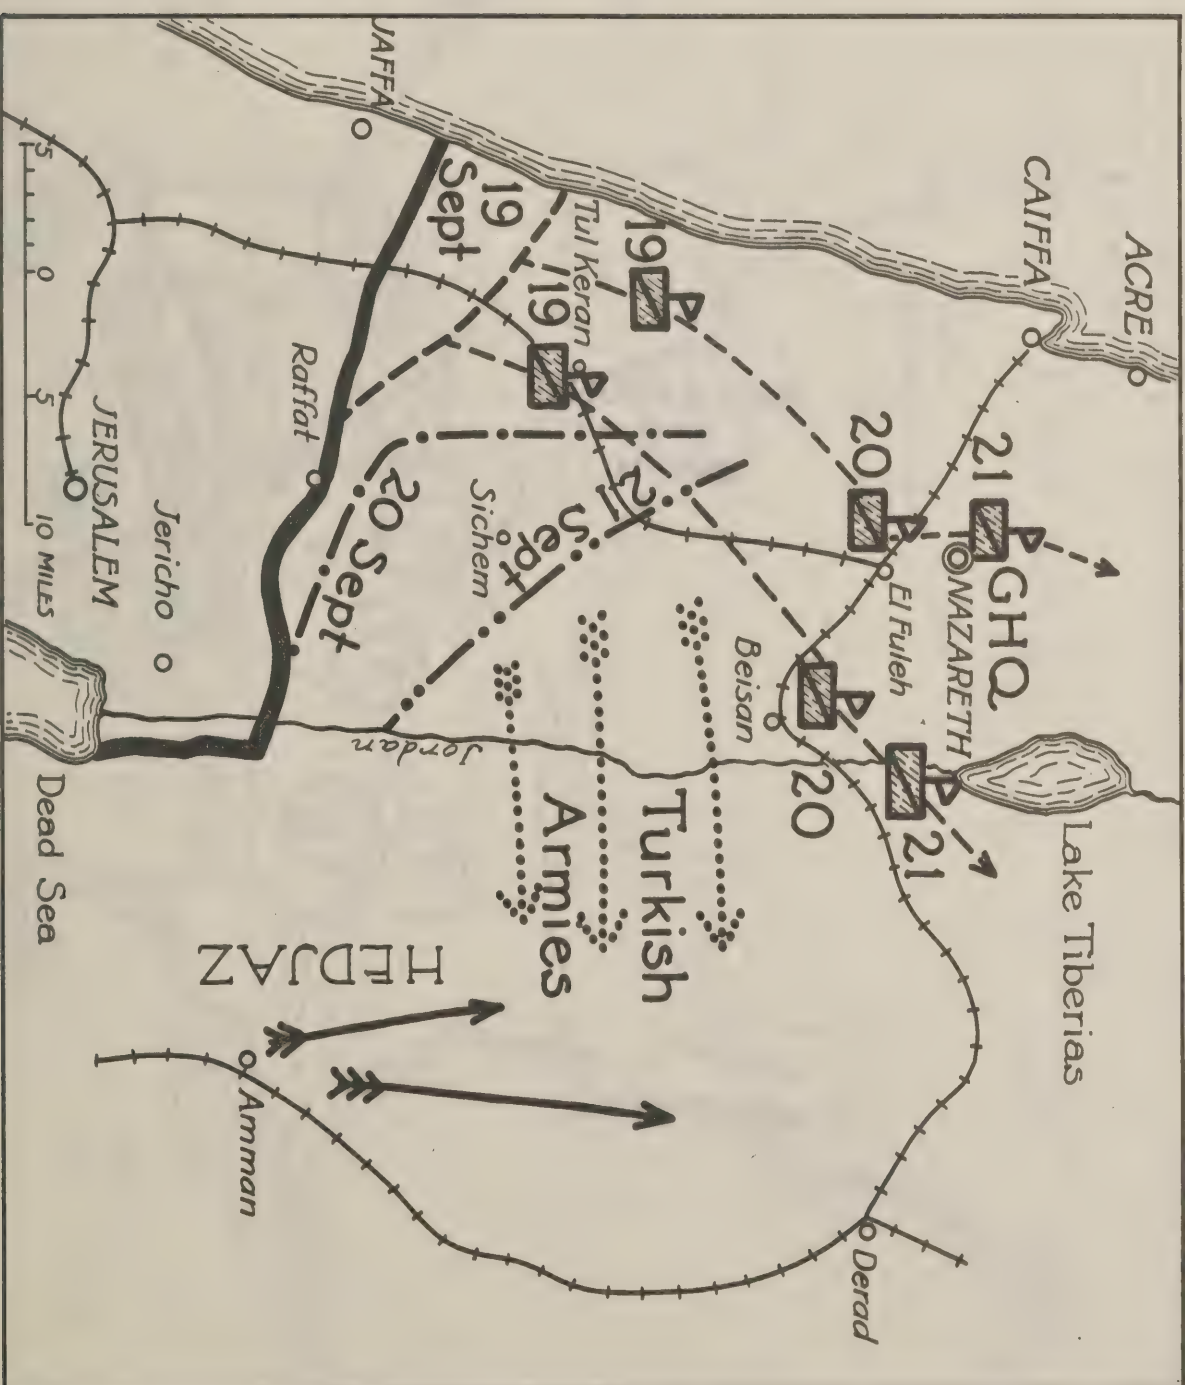 ACRE
CAIFFA
Lake Tiberias
21
GHQ
NAZARETH
El Fuleh
21
20
Derad
20
Beisan
19
Turkish
Armies
Tul Keran
19
19
Sept
21 Sept
Sichem
HEDJAZ
Jordan
20 Sept
JAFFA
Raffat
Amman
Jericho
JERUSALEM
Dead Sea
5 0 5 10 MILES